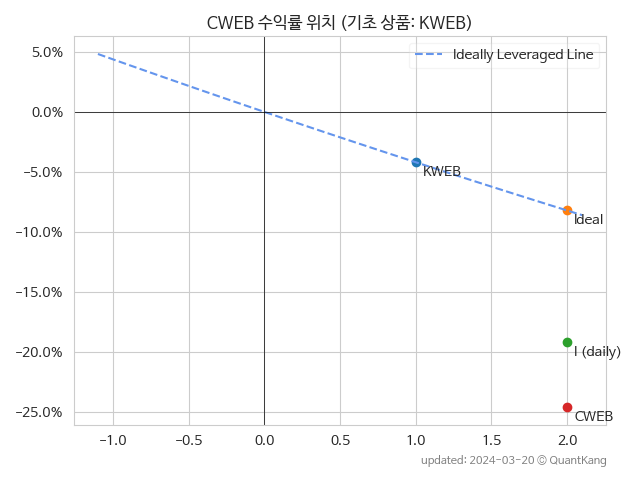 CWEB 수익률 위치 (기초 상품: KWEB)
Ideally Leveraged Line
5.0%
0.0%
−5.0%
−10.0%
−15.0%
−20.0%
−25.0%
KWEB
Ideal
I (daily)
CWEB
−1.0 −0.5 0.0 0.5 1.0 1.5 2.0
updated: 2024-03-20 © QuantKang